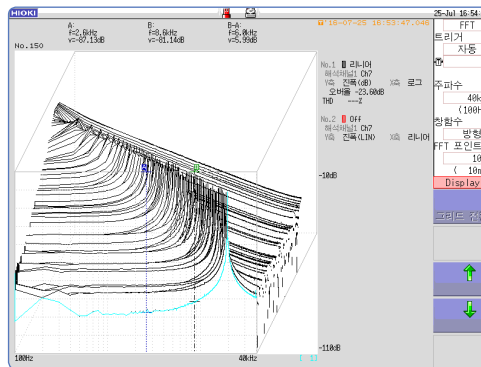 HIOKI
25-Jul 16:54
'16-07-25 16:53:47.046
A: B: B-A:
f=2.6kHz f=8.6kHz f=6.0kHz
v=-87.13dB v=-81.14dB v=5.99dB
No.150
FFT
트리거
자동
No.1 리니어
해석채널1 Ch7
Y축 진폭(dB) X축 로그
오버올 -23.60dB
THD ---%
No.2 Off
해석채널1 Ch7
Y축 진폭(LIN) X축 리니어
주파수
40k
(100H
창함수
방형
FFT 포인트
10
( 10m
Display
-10dB
-110dB
100Hz 40kHz [ 1]